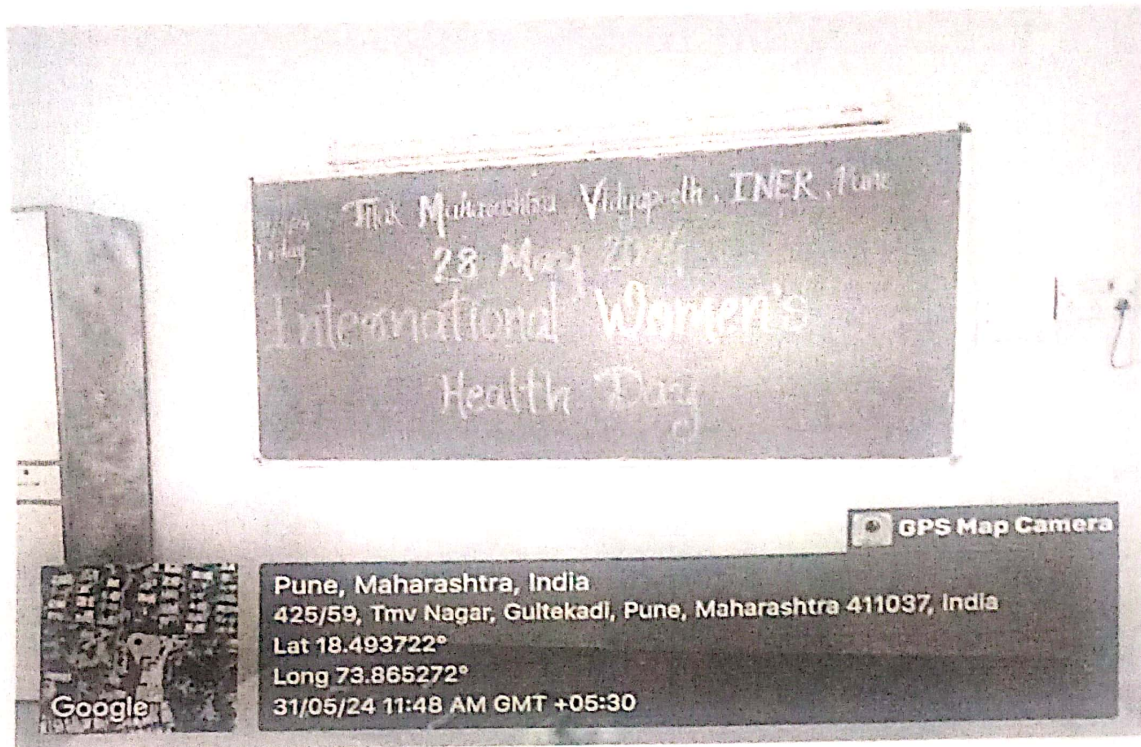 Friday
Tilak Maharashtra Vidyapeeth, INER, Pune
28 May 2024
International Women's
Health Day
GPS Map Camera
Pune, Maharashtra, India
425/59, Tmv Nagar, Gultekadi, Pune, Maharashtra 411037, India
Lat 18.493722°
Long 73.865272°
31/05/24 11:48 AM GMT +05:30
Google